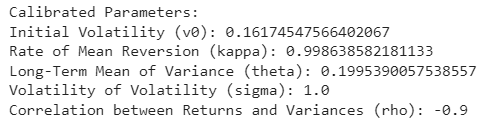 Calibrated Parameters:
Initial Volatility (v0): 0.16174547566402067
Rate of Mean Reversion (kappa): 0.998638582181133
Long-Term Mean of Variance (theta): 0.1995390057538557
Volatility of Volatility (sigma): 1.0
Correlation between Returns and Variances (rho): -0.9